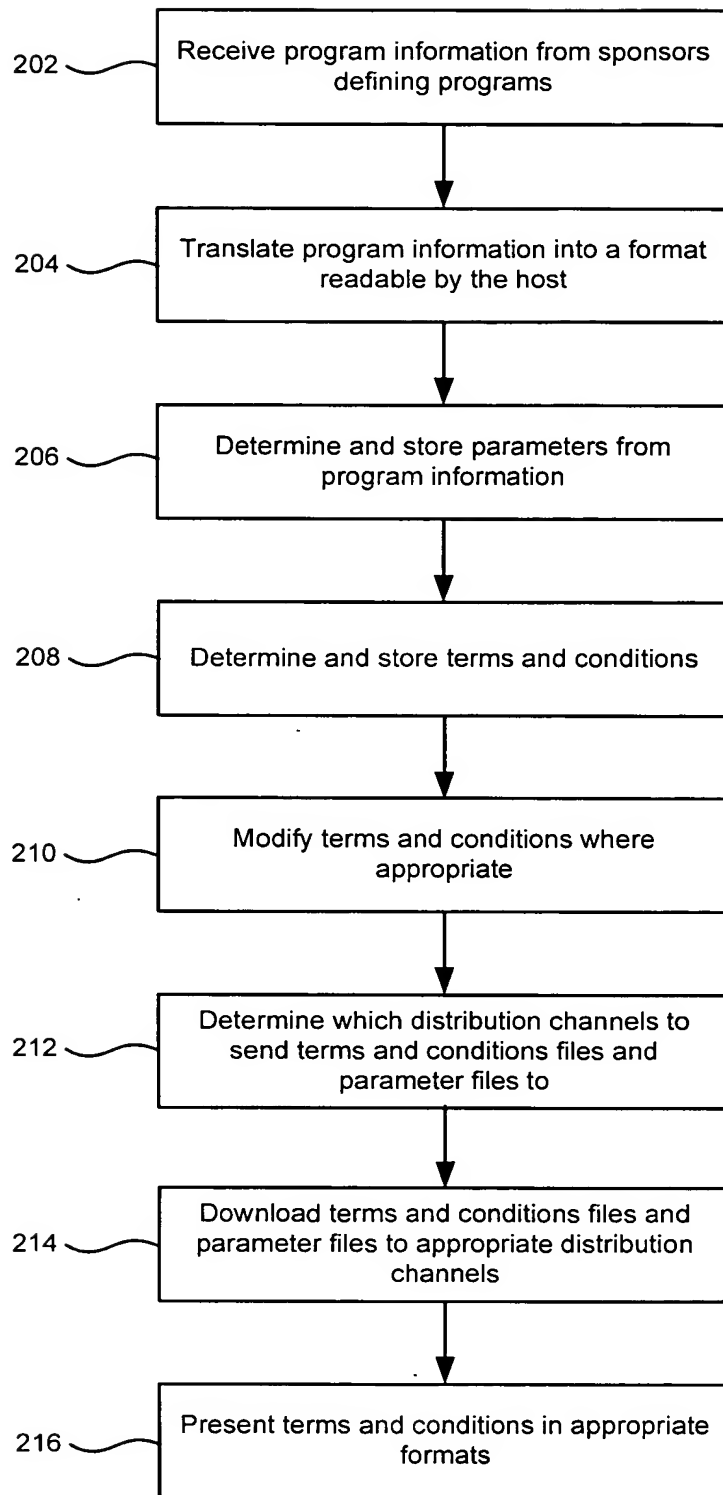 202
Receive program information from sponsors
defining programs
204
Translate program information into a format
readable by the host
206
Determine and store parameters from
program information
208
Determine and store terms and conditions
210
Modify terms and conditions where
appropriate
212
Determine which distribution channels to
send terms and conditions files and
parameter files to
214
Download terms and conditions files and
parameter files to appropriate distribution
channels
216
Present terms and conditions in appropriate
formats